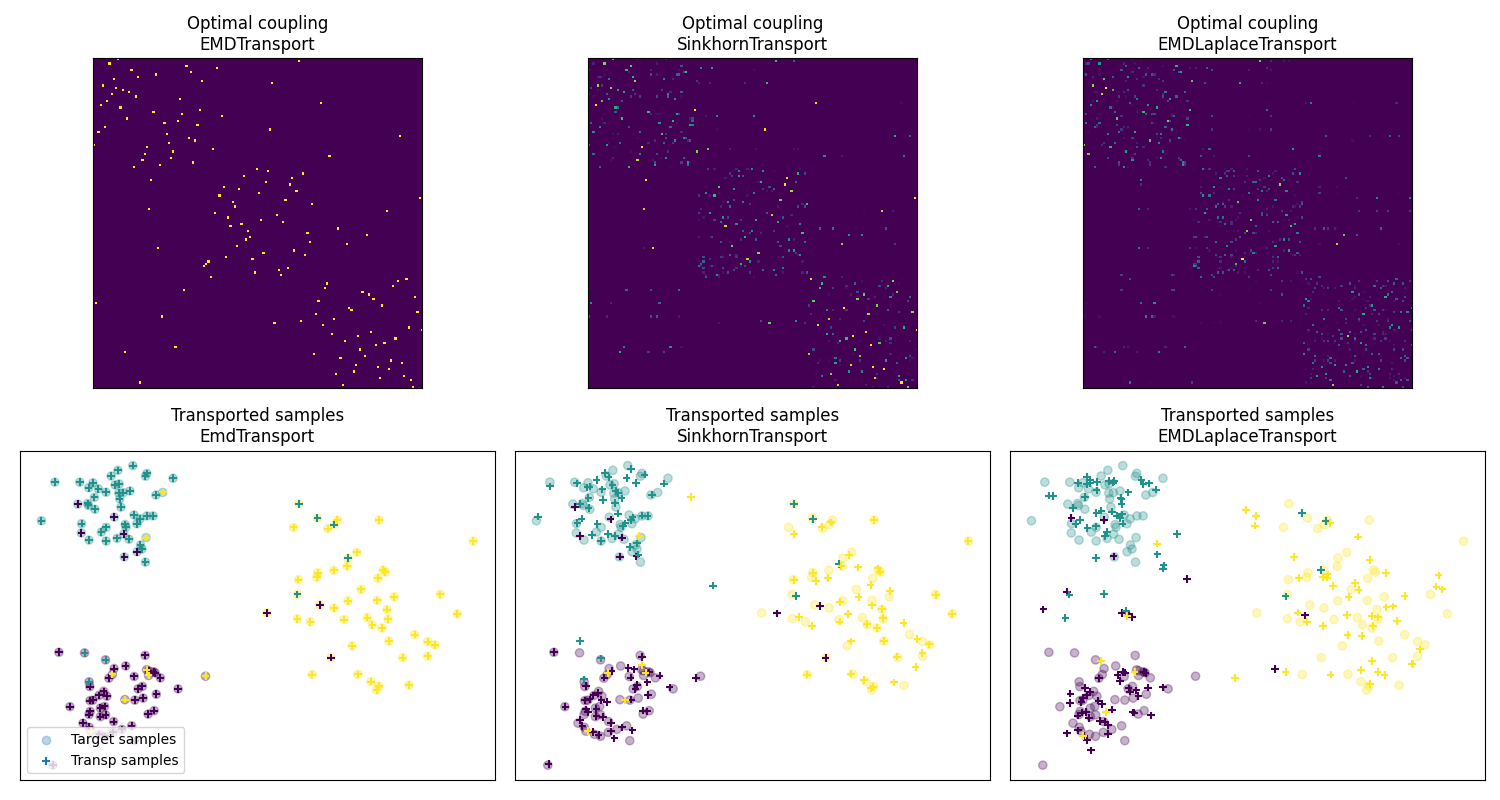 Optimal coupling
EMDTransport
Optimal coupling
SinkhornTransport
Optimal coupling
EMDLaplaceTransport
Transported samples
EmdTransport
Transported samples
SinkhornTransport
Transported samples
EMDLaplaceTransport
Target samples
Transp samples